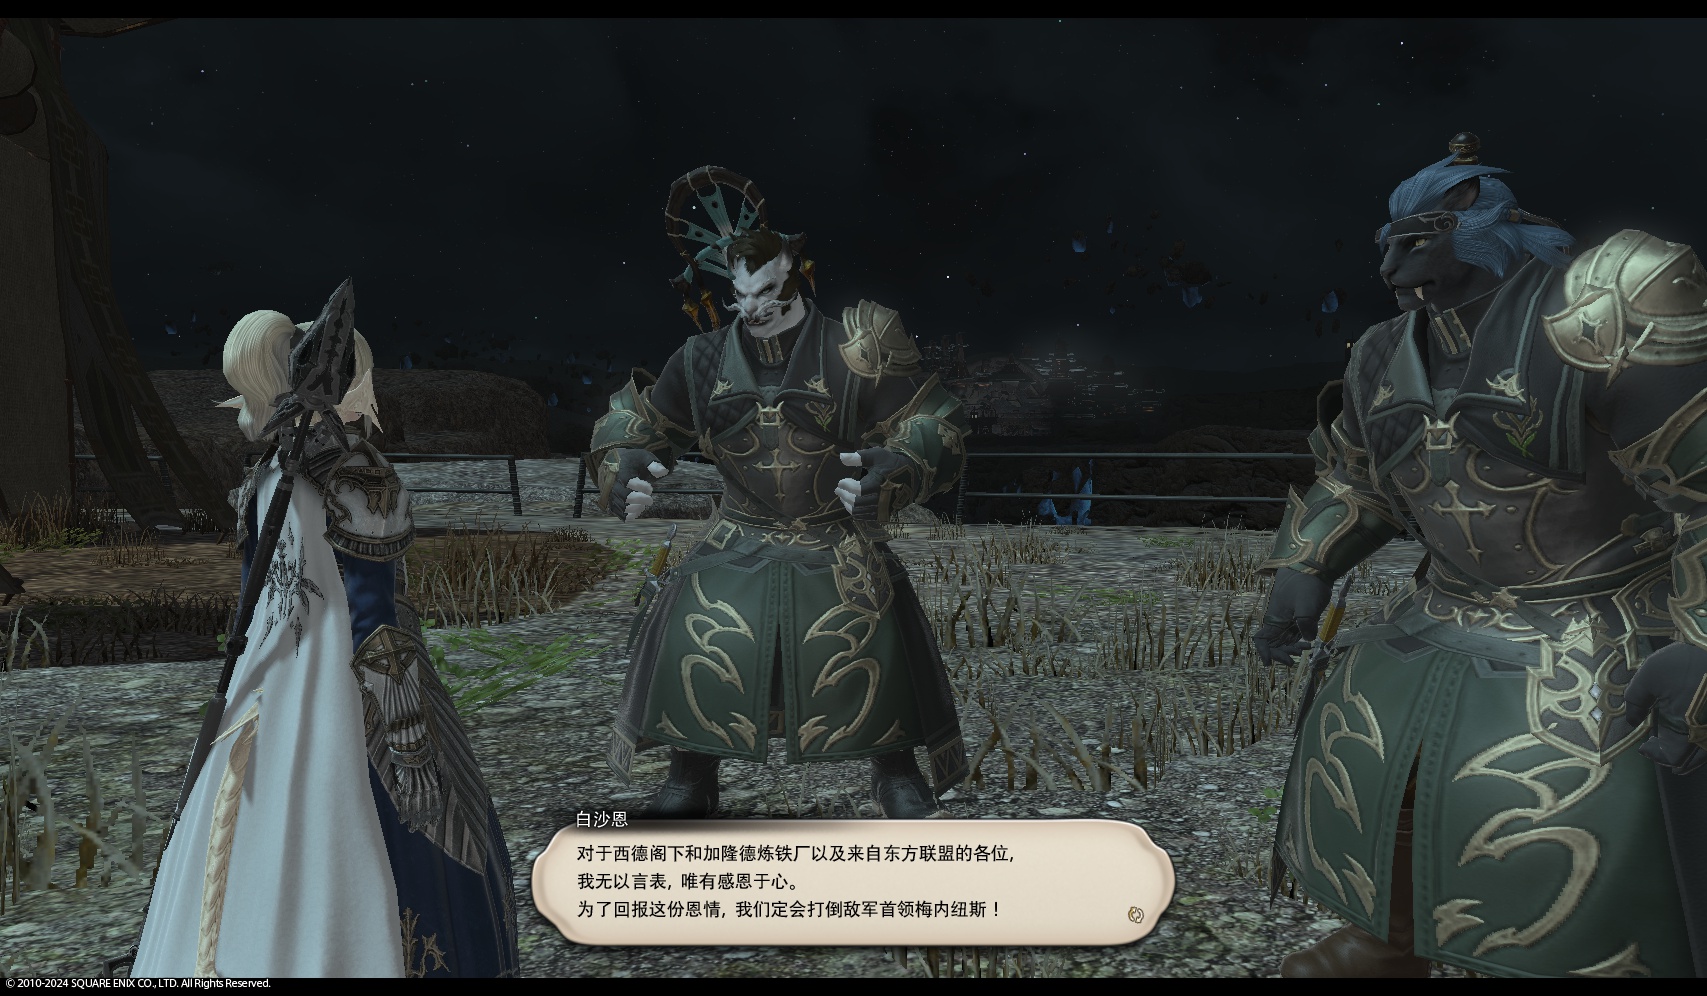 白沙恩
对于西德阁下和加隆德炼铁厂以及来自东方联盟的各位,
我无以言表, 唯有感恩于心。
为了回报这份恩情, 我们定会打倒敌军首领梅内纽斯！
© 2010-2024 SQUARE ENIX CO., LTD. All Rights Reserved.